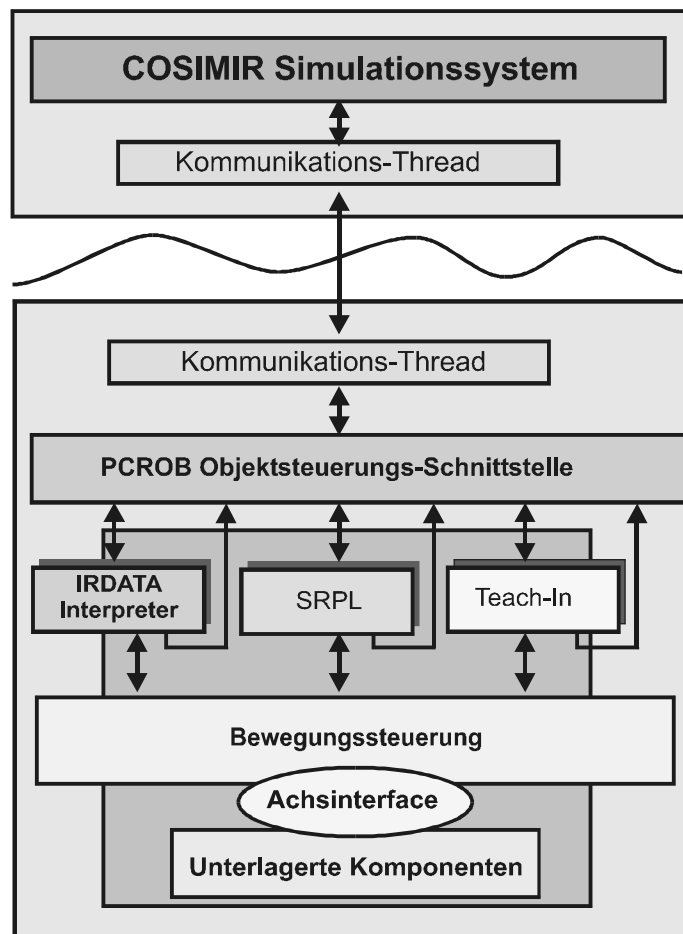 COSIMIR Simulationssystem
Kommunikations-Thread
Kommunikations-Thread
PCROB Objektsteuerungs-Schnittstelle
IRDATA
Interpreter
SRPL
Teach-In
Bewegungssteuerung
Achsinterface
Unterlagerte Komponenten